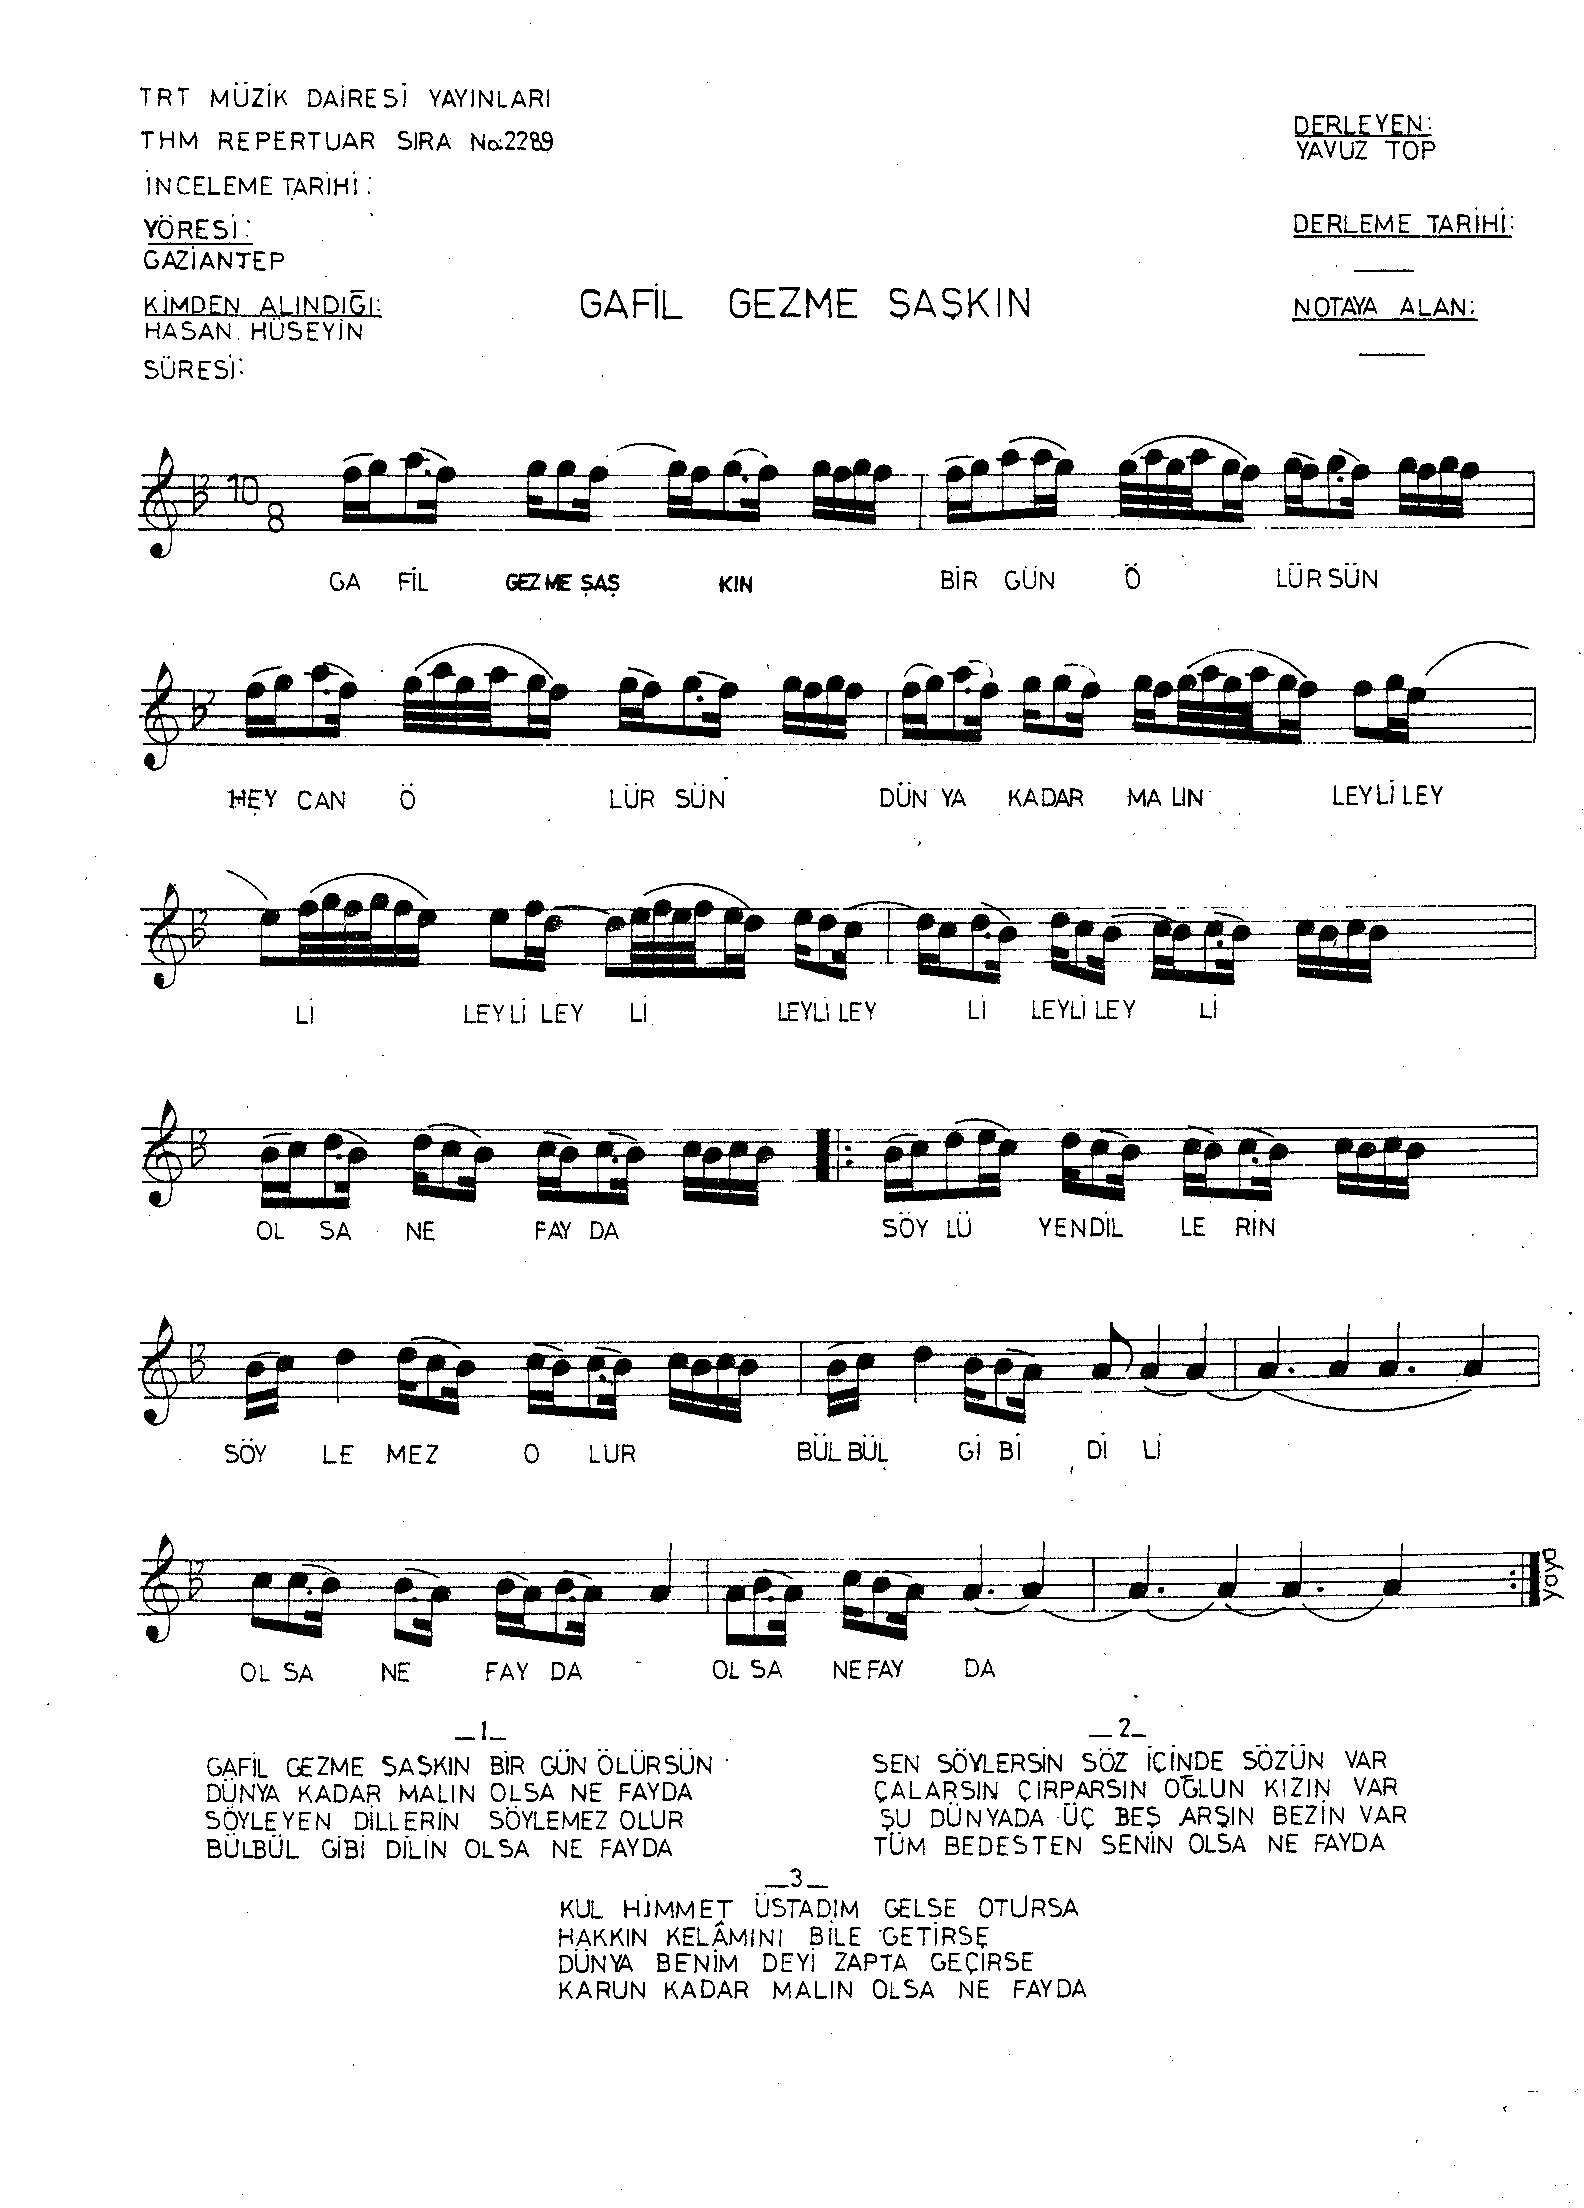 TRT MÜZİK DAİRESİ YAYINLARI
THM REPERTUAR SIRA No:2289
İNCELEME TARİHİ:
YÖRESİ:
GAZİANTEP
KİMDEN ALINDIĞI:
HASAN HÜSEYİN
SÜRESİ:
GAFİL GEZME ŞAŞKIN
DERLEYEN:
YAVUZ TOP
DERLEME TARİHİ:
NOTAYA ALAN:
10
8
GA FİL GEZME ŞAŞ KIN BİR GÜN Ö LÜR SÜN
HEY CAN Ö LÜR SÜN DÜN YA KADAR MA LIN LEYLİLEY
Lİ LEYLİ LEY Lİ LEYLİ LEY Lİ LEYLİ LEY Lİ
OL SA NE FAY DA SÖY LÜ YENDİL LE RİN
SÖY LE MEZ O LUR BÜL BÜL Gİ Bİ Dİ Lİ
OL SA NE FAY DA OL SA NE FAY DA
Yaya
_1_
GAFİL GEZME SAŞKIN BİR GÜN ÖLÜRSÜN
DÜNYA KADAR MALIN OLSA NE FAYDA
SÖYLEYEN DİLLERİN SÖYLEMEZ OLUR
BÜLBÜL GİBİ DİLİN OLSA NE FAYDA
_2_
SEN SÖYLERSİN SÖZ İÇİNDE SÖZÜN VAR
ÇALARSIN ÇIRPARSIN OĞLUN KIZIN VAR
ŞU DÜNYADA ÜÇ BEŞ ARŞIN BEZİN VAR
TÜM BEDESTEN SENİN OLSA NE FAYDA
_3_
KUL HİMMET ÜSTADIM GELSE OTURSA
HAKKIN KELÂMINI BİLE GETİRSE
DÜNYA BENİM DEYİ ZAPTA GEÇİRSE
KARUN KADAR MALIN OLSA NE FAYDA